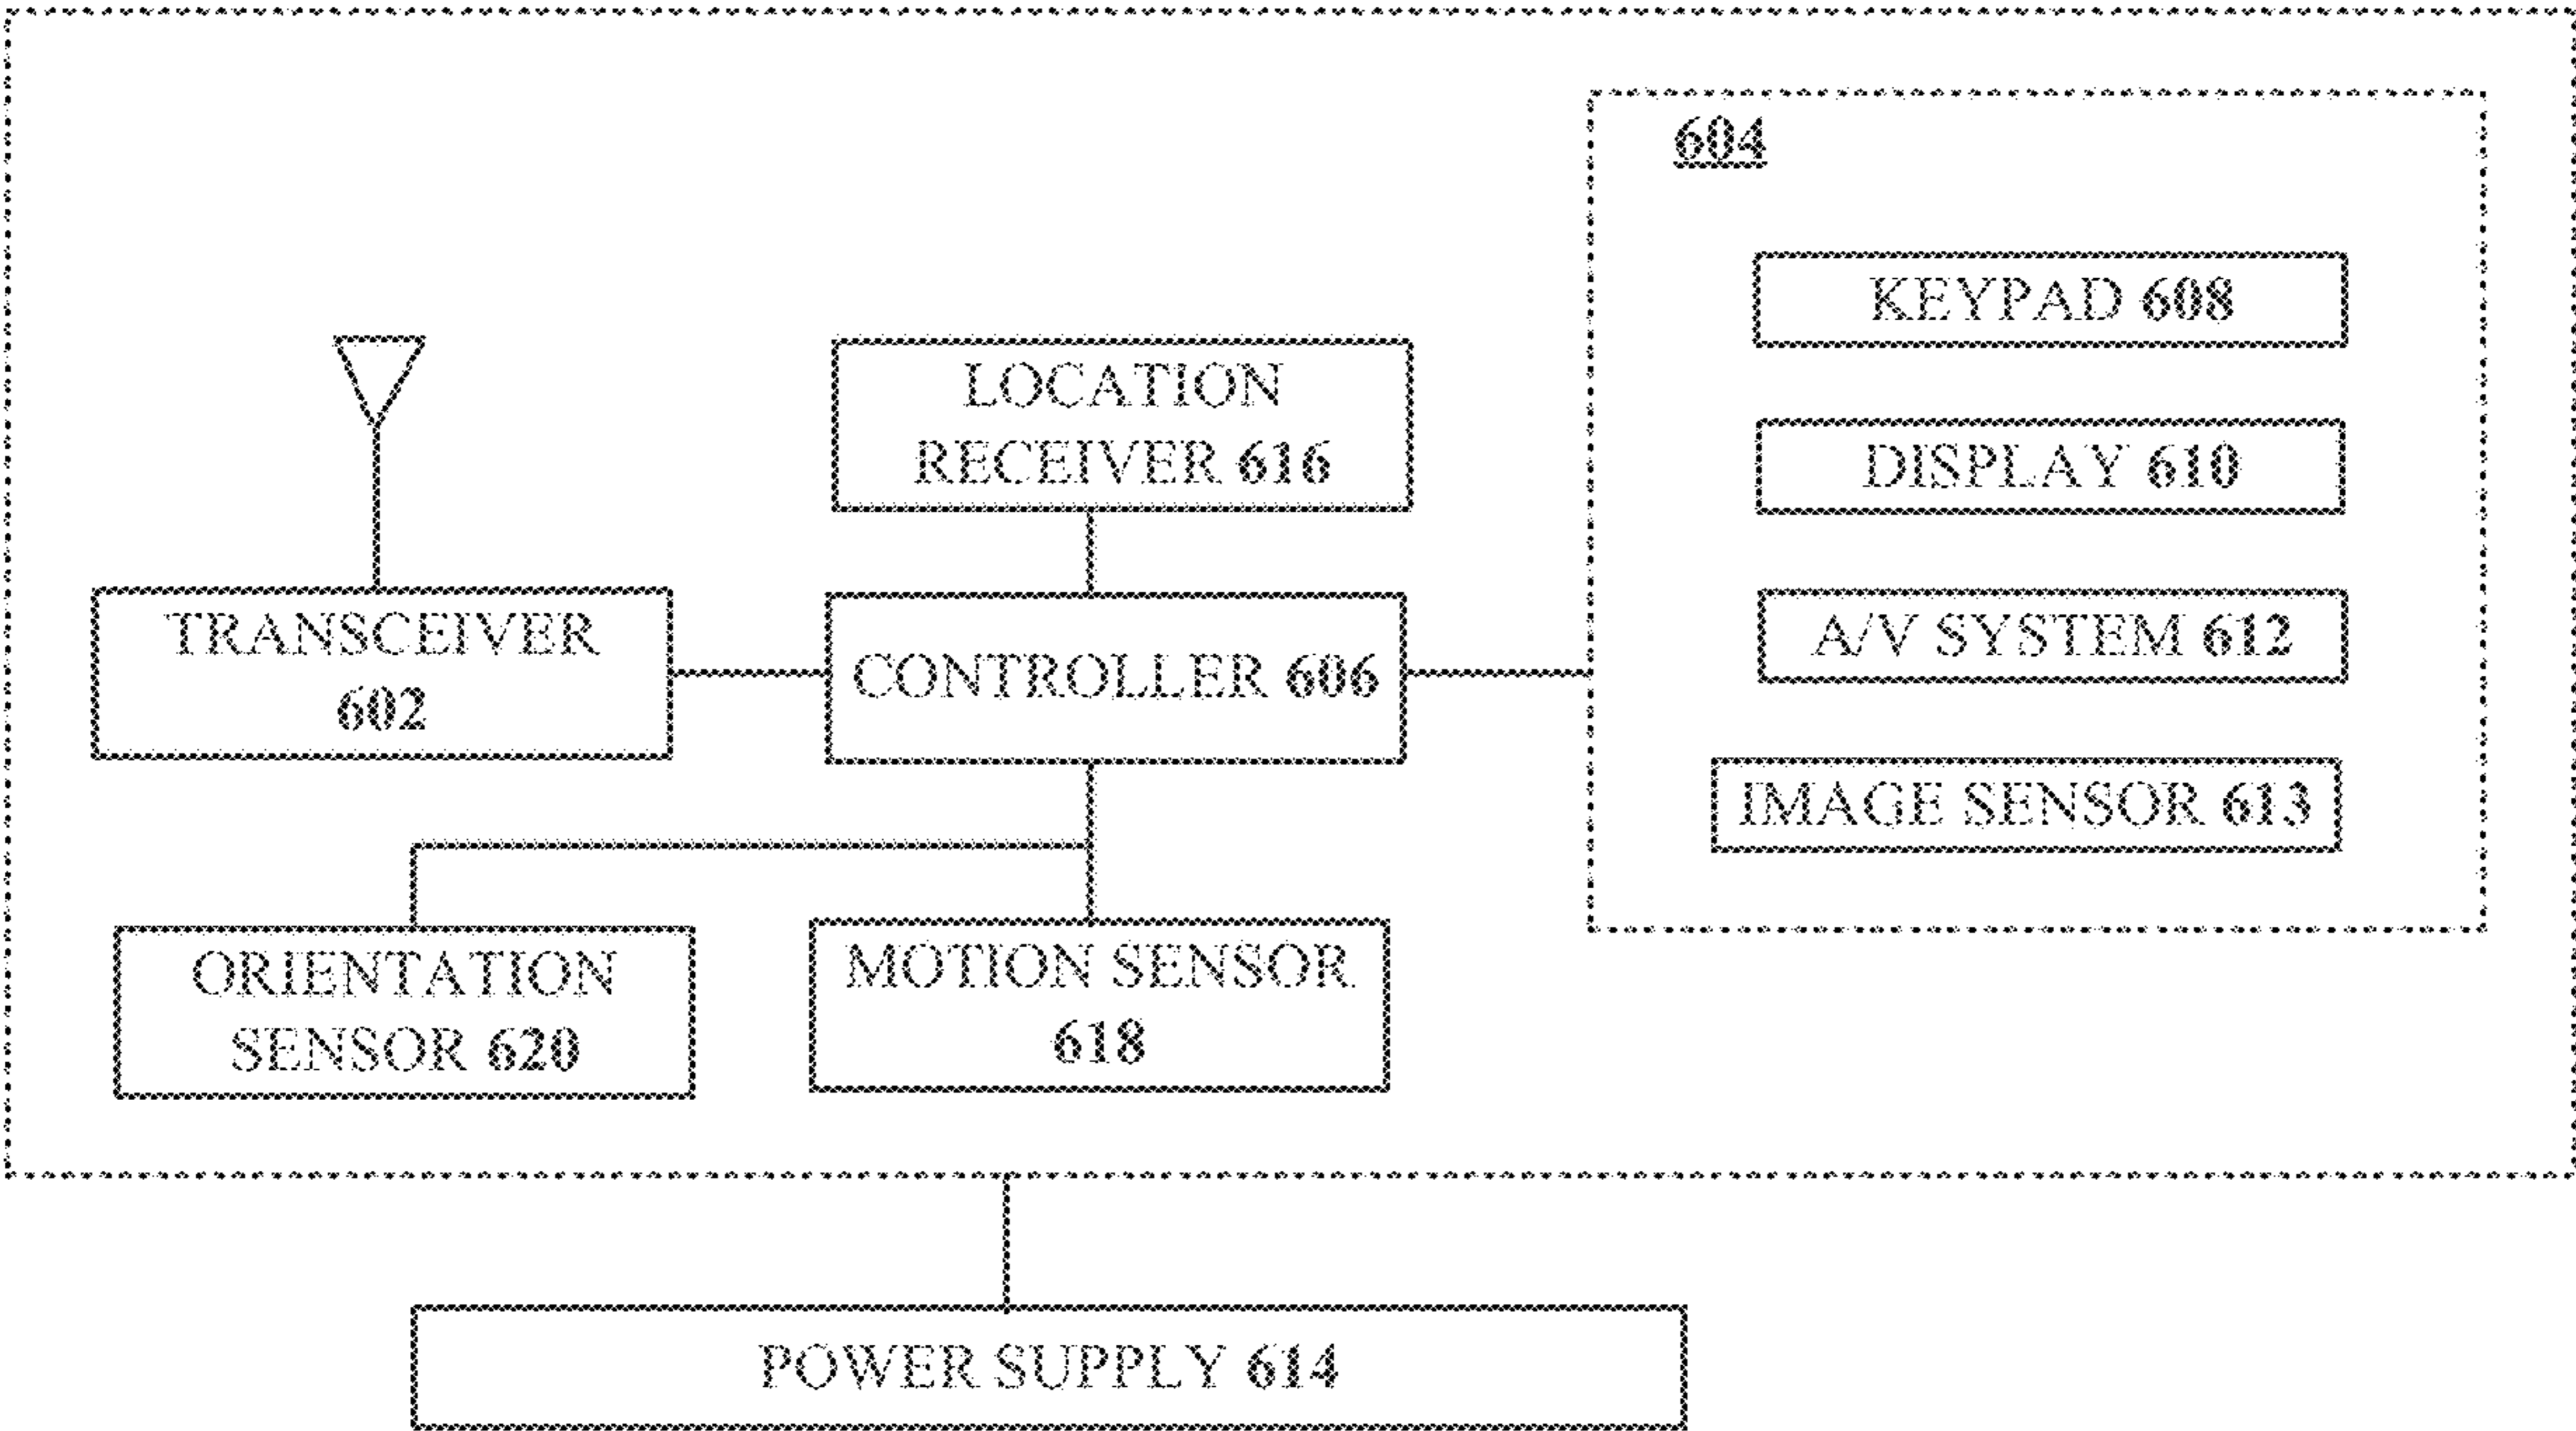 604
KEYPAD 608
DISPLAY 610
A/V SYSTEM 612
IMAGE SENSOR 613
LOCATION
RECEIVER 616
TRANSCEIVER
602
CONTROLLER 606
ORIENTATION
SENSOR 620
MOTION SENSOR
618
POWER SUPPLY 614